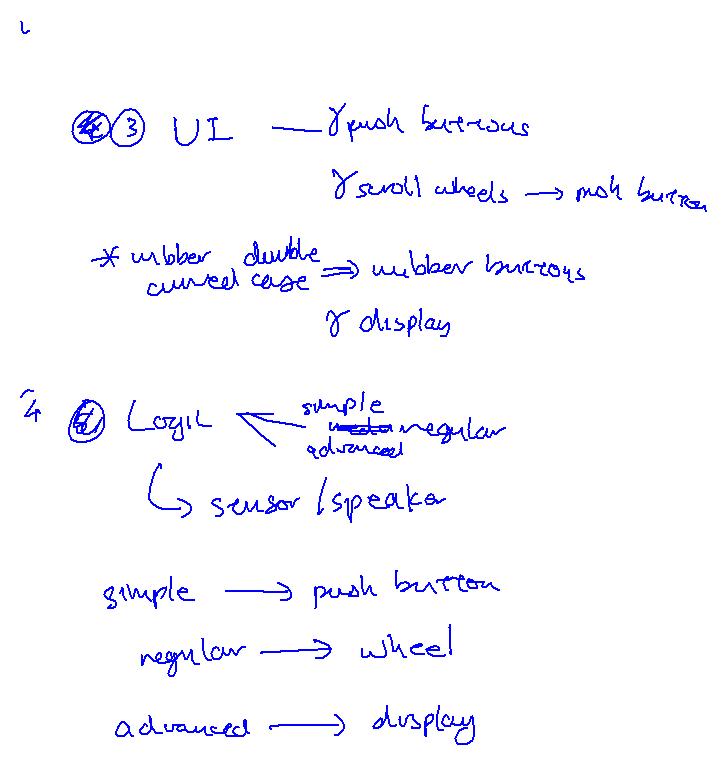 ③ UI — γ push buttons
γ scroll wheels → push button
* rubber double
curved case ⇒ rubber buttons
γ display
4 Logic
simple
regular
advanced
↳ sensor / speaker
simple → push button
regular → wheel
advanced → display